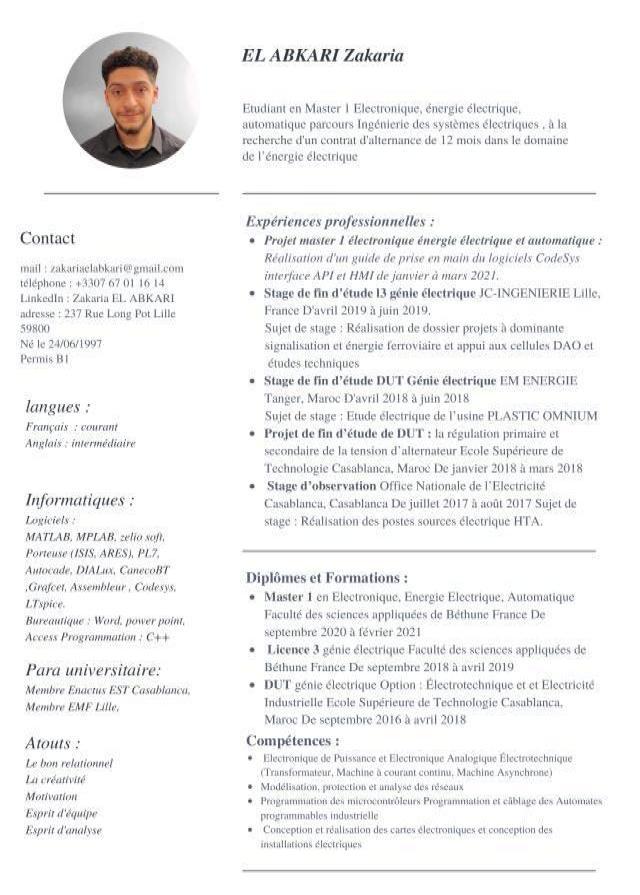 EL ABKARI Zakaria
Etudiant en Master 1 Electronique, énergie électrique,
automatique parcours Ingénierie des systèmes électriques , à la
recherche d'un contrat d'alternance de 12 mois dans le domaine
de l'énergie électrique
Contact
mail : zakariaelabkari@gmail.com
téléphone : +3307 67 01 16 14
LinkedIn : Zakaria EL ABKARI
adresse : 237 Rue Long Pot Lille
59800
Né le 24/06/1997
Permis B1
langues :
Français : courant
Anglais : intermédiaire
Informatiques :
Logiciels :
MATLAB, MPLAB, zelio soft,
Porteuse (ISIS, ARES), PL7,
Autocade, DIALux, CanecoBT
,Grafcet, Assembleur , Codesys,
LTspice.
Bureautique : Word, power point,
Access Programmation : C++
Para universitaire:
Membre Enactus EST Casablanca,
Membre EMF Lille,
Atouts :
Le bon relationnel
La créativité
Motivation
Esprit d'équipe
Esprit d'analyse
Expériences professionnelles :
• Projet master 1 électronique énergie électrique et automatique :
Réalisation d'un guide de prise en main du logiciels CodeSys
interface API et HMI de janvier à mars 2021.
• Stage de fin d'étude l3 génie électrique JC-INGENIERIE Lille,
France D'avril 2019 à juin 2019.
Sujet de stage : Réalisation de dossier projets à dominante
signalisation et énergie ferroviaire et appui aux cellules DAO et
études techniques
• Stage de fin d'étude DUT Génie électrique EM ENERGIE
Tanger, Maroc D'avril 2018 à juin 2018
Sujet de stage : Etude électrique de l'usine PLASTIC OMNIUM
• Projet de fin d'étude de DUT : la régulation primaire et
secondaire de la tension d'alternateur Ecole Supérieure de
Technologie Casablanca, Maroc De janvier 2018 à mars 2018
• Stage d'observation Office Nationale de l'Electricité
Casablanca, Casablanca De juillet 2017 à août 2017 Sujet de
stage : Réalisation des postes sources électrique HTA.
Diplômes et Formations :
• Master 1 en Électronique, Energie Electrique, Automatique
Faculté des sciences appliquées de Béthune France De
septembre 2020 à février 2021
• Licence 3 génie électrique Faculté des sciences appliquées de
Béthune France De septembre 2018 à avril 2019
• DUT génie électrique Option : Électrotechnique et et Electricité
Industrielle Ecole Supérieure de Technologie Casablanca,
Maroc De septembre 2016 à avril 2018
Compétences :
• Electronique de Puissance et Electronique Analogique Électrotechnique
(Transformateur, Machine à courant continu, Machine Asynchrone)
• Modélisation, protection et analyse des réseaux
• Programmation des microcontrôleurs Programmation et câblage des Automates
programmables industrielle
• Conception et réalisation des cartes électroniques et conception des
installations électriques